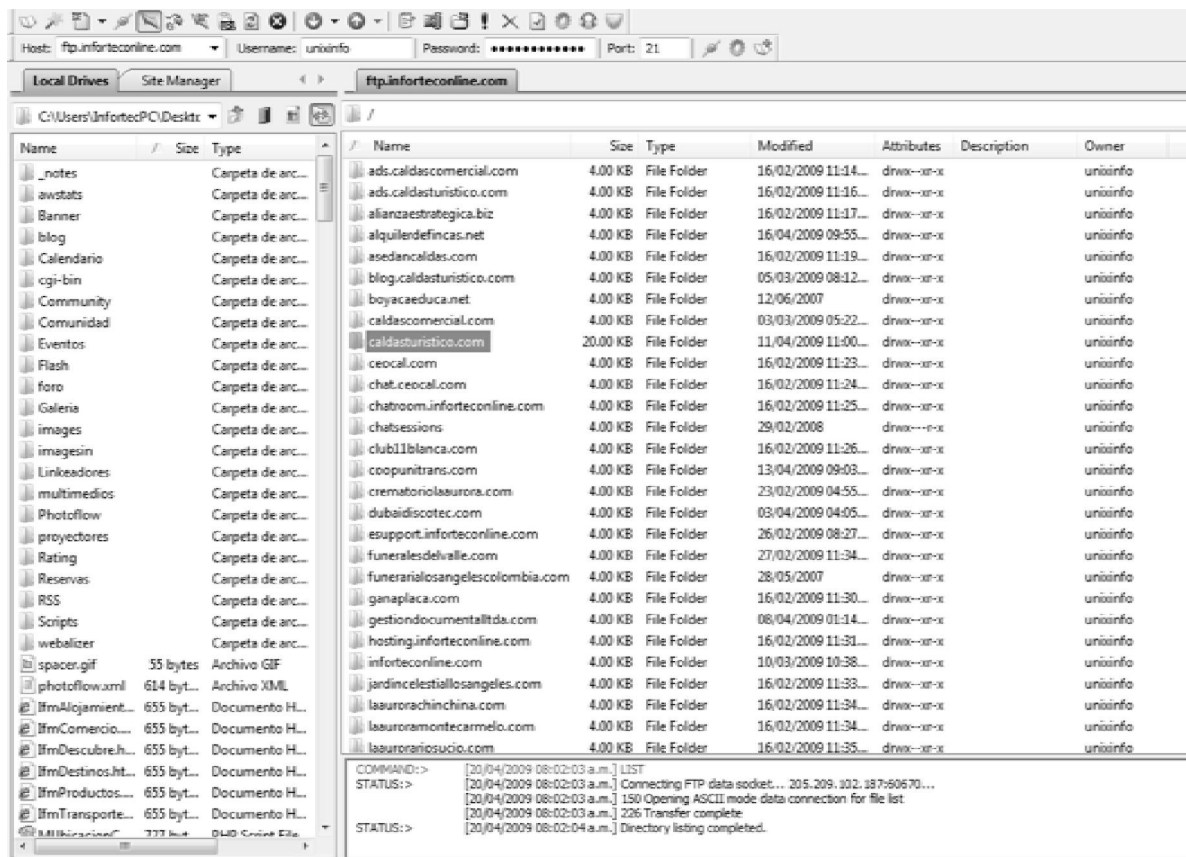 Host: ftp.inforteconline.com Username: unixinfo Password: ●●●●●●●●●●●● Port: 21
Local Drives Site Manager
C:\Users\InfortecPC\Desktc
Name Size Type
_notes Carpeta de arc...
awstats Carpeta de arc...
Banner Carpeta de arc...
blog Carpeta de arc...
Calendario Carpeta de arc...
cgi-bin Carpeta de arc...
Community Carpeta de arc...
Comunidad Carpeta de arc...
Eventos Carpeta de arc...
Flash Carpeta de arc...
foro Carpeta de arc...
Galeria Carpeta de arc...
images Carpeta de arc...
imagesin Carpeta de arc...
Linkeadores Carpeta de arc...
multimedios Carpeta de arc...
Photoflow Carpeta de arc...
proyectores Carpeta de arc...
Rating Carpeta de arc...
Reservas Carpeta de arc...
RSS Carpeta de arc...
Scripts Carpeta de arc...
webalizer Carpeta de arc...
spacer.gif 55 bytes Archivo GIF
photoflow.xml 614 byt... Archivo XML
IfmAlojamient... 655 byt... Documento H...
IfmComercio.... 655 byt... Documento H...
IfmDescubre.h... 655 byt... Documento H...
IfmDestinos.ht... 655 byt... Documento H...
IfmProductos.... 655 byt... Documento H...
IfmTransporte... 655 byt... Documento H...
ftp.inforteconline.com
/
Name Size Type Modified Attributes Description Owner
ads.caldascomercial.com 4.00 KB File Folder 16/02/2009 11:14... drwx--xr-x unixinfo
ads.caldasturistico.com 4.00 KB File Folder 16/02/2009 11:16... drwx--xr-x unixinfo
alianzaestrategica.biz 4.00 KB File Folder 16/02/2009 11:17... drwx--xr-x unixinfo
alquilerdefincas.net 4.00 KB File Folder 16/04/2009 09:55... drwx--xr-x unixinfo
asedancaldas.com 4.00 KB File Folder 16/02/2009 11:19... drwx--xr-x unixinfo
blog.caldasturistico.com 4.00 KB File Folder 05/03/2009 08:12... drwx--xr-x unixinfo
boyacaeduca.net 4.00 KB File Folder 12/06/2007 drwx--xr-x unixinfo
caldascomercial.com 4.00 KB File Folder 03/03/2009 05:22... drwx--xr-x unixinfo
caldasturistico.com 20.00 KB File Folder 11/04/2009 11:00... drwx--xr-x unixinfo
ceocal.com 4.00 KB File Folder 16/02/2009 11:23... drwx--xr-x unixinfo
chat.ceocal.com 4.00 KB File Folder 16/02/2009 11:24... drwx--xr-x unixinfo
chatroom.inforteconline.com 4.00 KB File Folder 16/02/2009 11:25... drwx--xr-x unixinfo
chatsessions 4.00 KB File Folder 29/02/2008 drwx---r-x unixinfo
club11blanca.com 4.00 KB File Folder 16/02/2009 11:26... drwx--xr-x unixinfo
coopunitrans.com 4.00 KB File Folder 13/04/2009 09:03... drwx--xr-x unixinfo
crematoriolaaurora.com 4.00 KB File Folder 23/02/2009 04:55... drwx--xr-x unixinfo
dubaidiscotec.com 4.00 KB File Folder 03/04/2009 04:05... drwx--xr-x unixinfo
esupport.inforteconline.com 4.00 KB File Folder 26/02/2009 08:27... drwx--xr-x unixinfo
funeralesdelvalle.com 4.00 KB File Folder 27/02/2009 11:34... drwx--xr-x unixinfo
funerarialosangelescolombia.com 4.00 KB File Folder 28/05/2007 drwx--xr-x unixinfo
ganaplaca.com 4.00 KB File Folder 16/02/2009 11:30... drwx--xr-x unixinfo
gestiondocumentalltda.com 4.00 KB File Folder 08/04/2009 01:14... drwx--xr-x unixinfo
hosting.inforteconline.com 4.00 KB File Folder 16/02/2009 11:31... drwx--xr-x unixinfo
inforteconline.com 4.00 KB File Folder 10/03/2009 10:38... drwx--xr-x unixinfo
jardincelestiallosangeles.com 4.00 KB File Folder 16/02/2009 11:33... drwx--xr-x unixinfo
laaurorachinchina.com 4.00 KB File Folder 16/02/2009 11:34... drwx--xr-x unixinfo
laauroramontecarmelo.com 4.00 KB File Folder 16/02/2009 11:34... drwx--xr-x unixinfo
laaurorariosucio.com 4.00 KB File Folder 16/02/2009 11:35... drwx--xr-x unixinfo
COMMAND:> [20/04/2009 08:02:03 a.m.] LIST
STATUS:> [20/04/2009 08:02:03 a.m.] Connecting FTP data socket... 205.209.102.187:60670...
[20/04/2009 08:02:03 a.m.] 150 Opening ASCII mode data connection for file list
[20/04/2009 08:02:03 a.m.] 226 Transfer complete
STATUS:> [20/04/2009 08:02:04 a.m.] Directory listing completed.